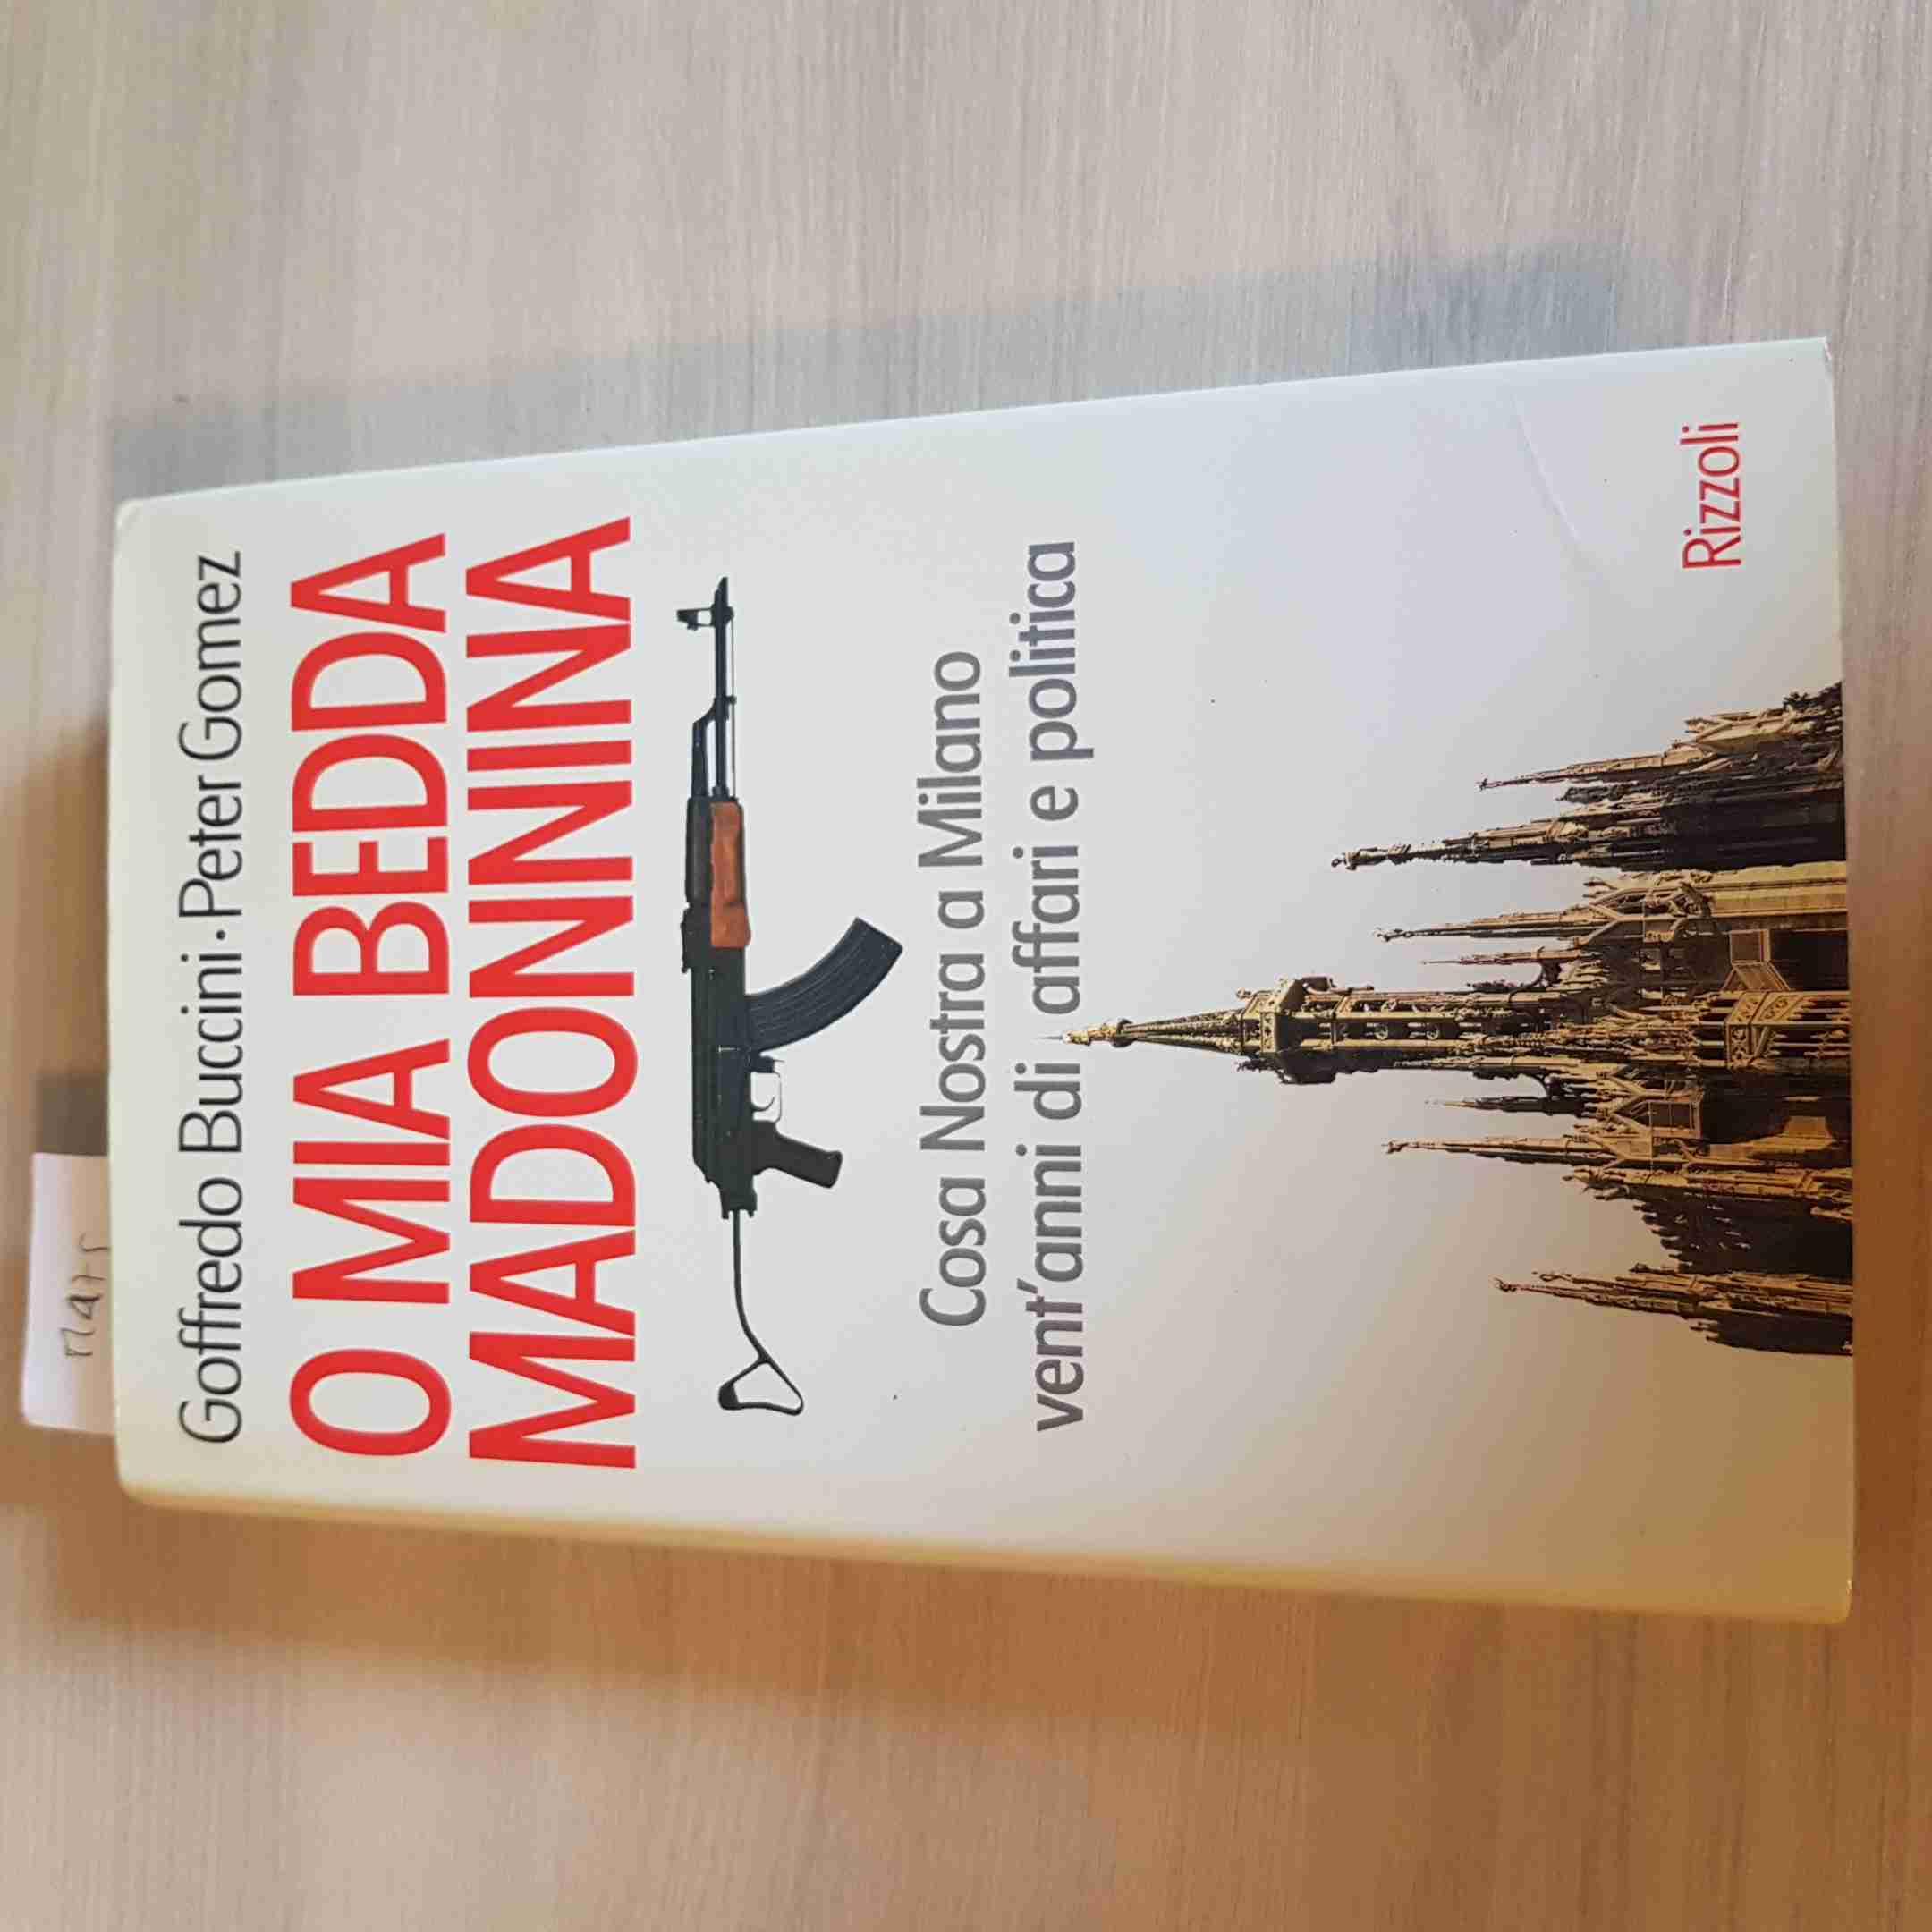 Goffredo Buccini · Peter Gomez
O MIA BEDDA
MADONNINA
Cosa Nostra a Milano
vent'anni di affari e politica
Rizzoli